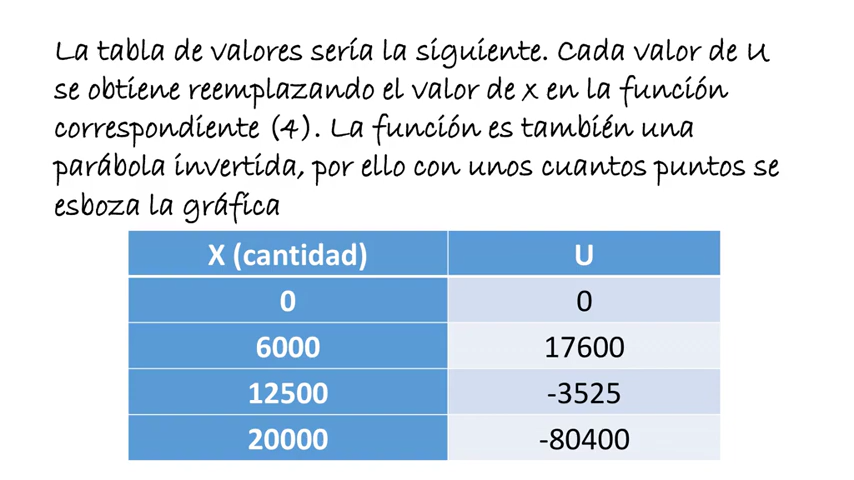 La tabla de valores sería la siguiente. Cada valor de U
se obtiene reemplazando el valor de x en la función
correspondiente (4). La función es también una
parábola invertida, por ello con unos cuantos puntos se
esboza la gráfica
X (cantidad) U
0 0
6000 17600
12500 -3525
20000 -80400